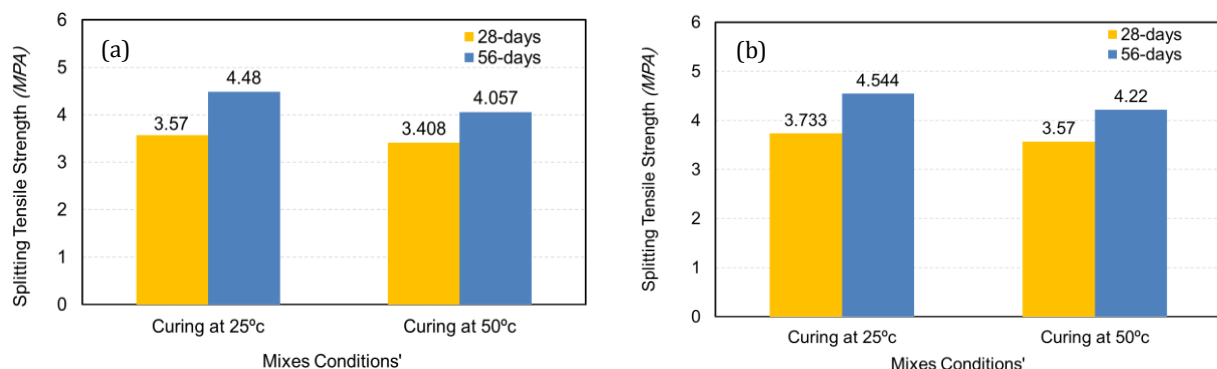 (a)
28-days
56-days
Splitting Tensile Strength (MPA)
6
5
4
3
2
1
0
3.57
4.48
3.408
4.057
Curing at 25ºc
Curing at 50ºc
Mixes Conditions'
(b)
28-days
56-days
Splitting Tensile Strength (MPA)
6
5
4
3
2
1
0
3.733
4.544
3.57
4.22
Curing at 25ºc
Curing at 50ºc
Mixes Conditions'